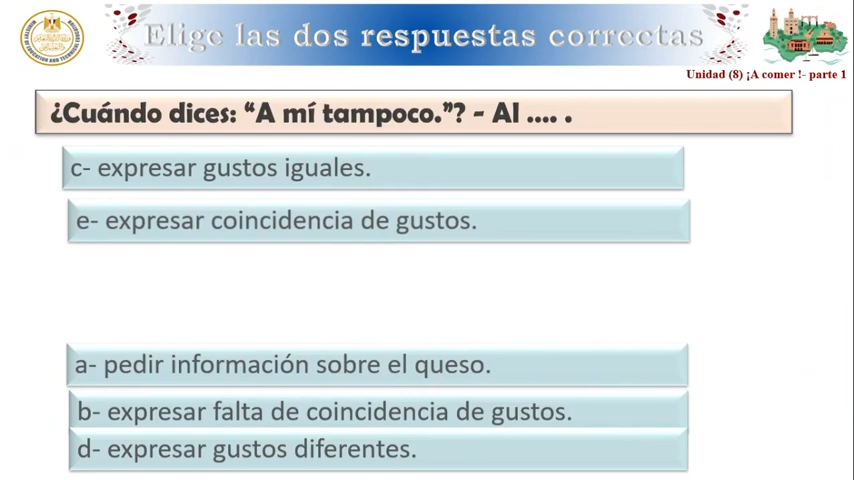 Elige las dos respuestas correctas
Unidad (8) ¡A comer !- parte 1
¿Cuándo dices: “A mí tampoco.”? - Al .... .
c- expresar gustos iguales.
e- expresar coincidencia de gustos.
a- pedir información sobre el queso.
b- expresar falta de coincidencia de gustos.
d- expresar gustos diferentes.